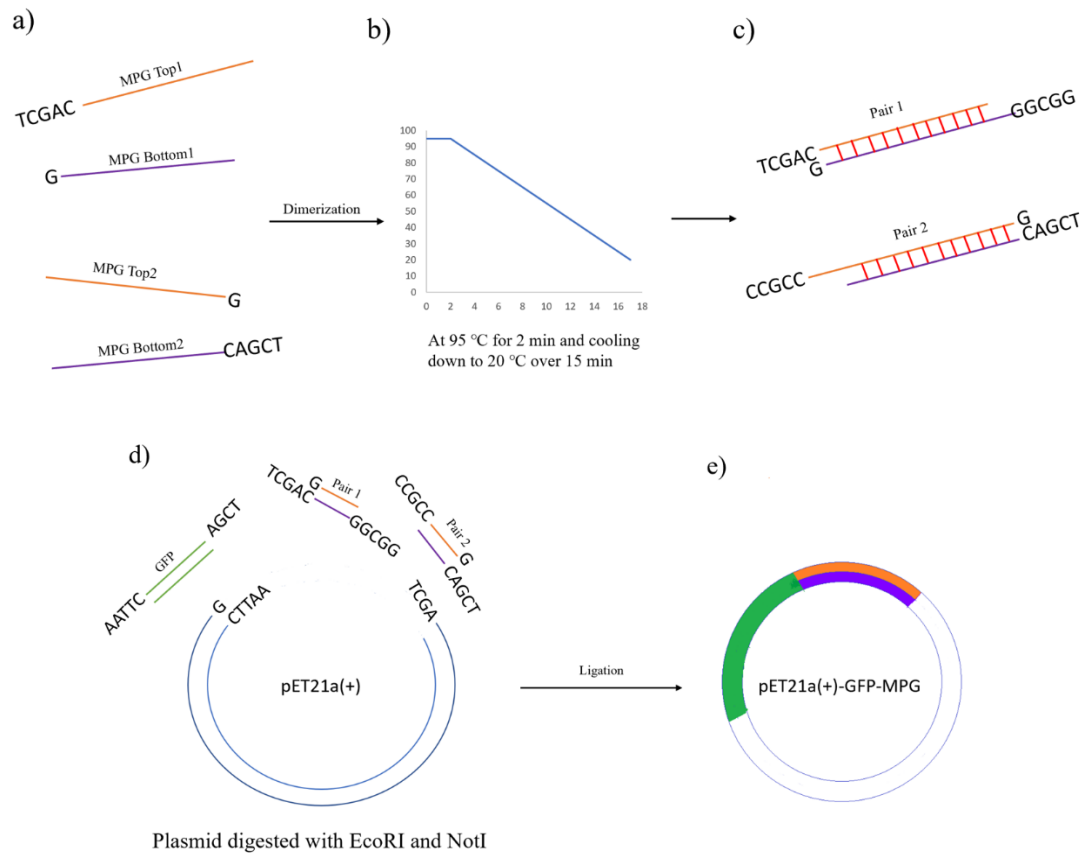 a)
MPG Top1
TCGAC
MPG Bottom1
G
MPG Top2
G
MPG Bottom2
CAGCT
Dimerization
b)
100
90
80
70
60
50
40
30
20
10
0
0 2 4 6 8 10 12 14 16 18
At 95 °C for 2 min and cooling
down to 20 °C over 15 min
c)
Pair 1
GGCGG
TCGAC
G
Pair 2
G
CAGCT
CCGCC
d)
AGCT
GFP
AATTC
G
CTTAA
TCGAC
G
Pair 1
GGCGG
CCGCC
Pair 2
G
CAGCT
TCGA
pET21a(+)
Plasmid digested with EcoRI and NotI
Ligation
e)
pET21a(+)-GFP-MPG